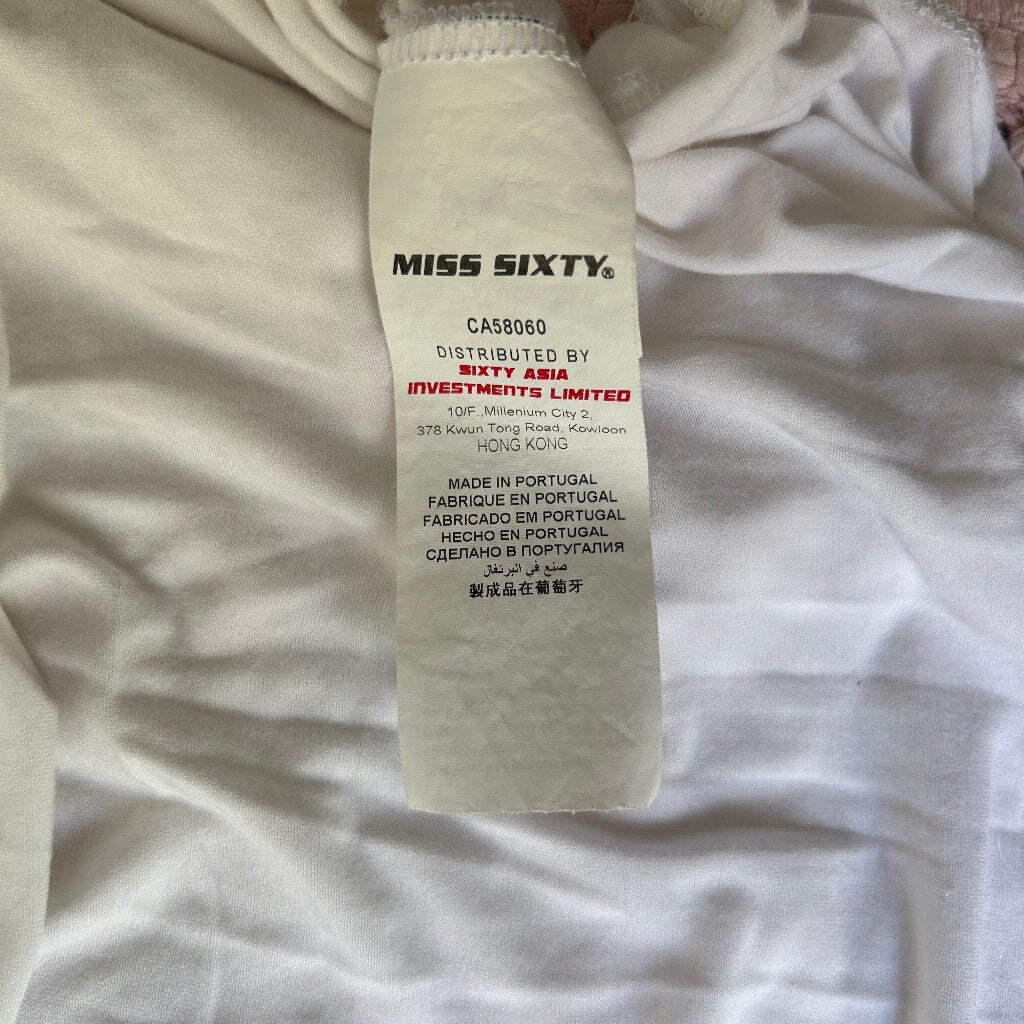 MISS SIXTY®
CA58060
DISTRIBUTED BY
SIXTY ASIA
INVESTMENTS LIMITED
10/F.,Millenium City 2,
378 Kwun Tong Road, Kowloon
HONG KONG
MADE IN PORTUGAL
FABRIQUE EN PORTUGAL
FABRICADO EM PORTUGAL
HECHO EN PORTUGAL
СДЕЛАНО В ПОРТУГАЛИЯ
صنع في البرتغال
製成品在葡萄牙